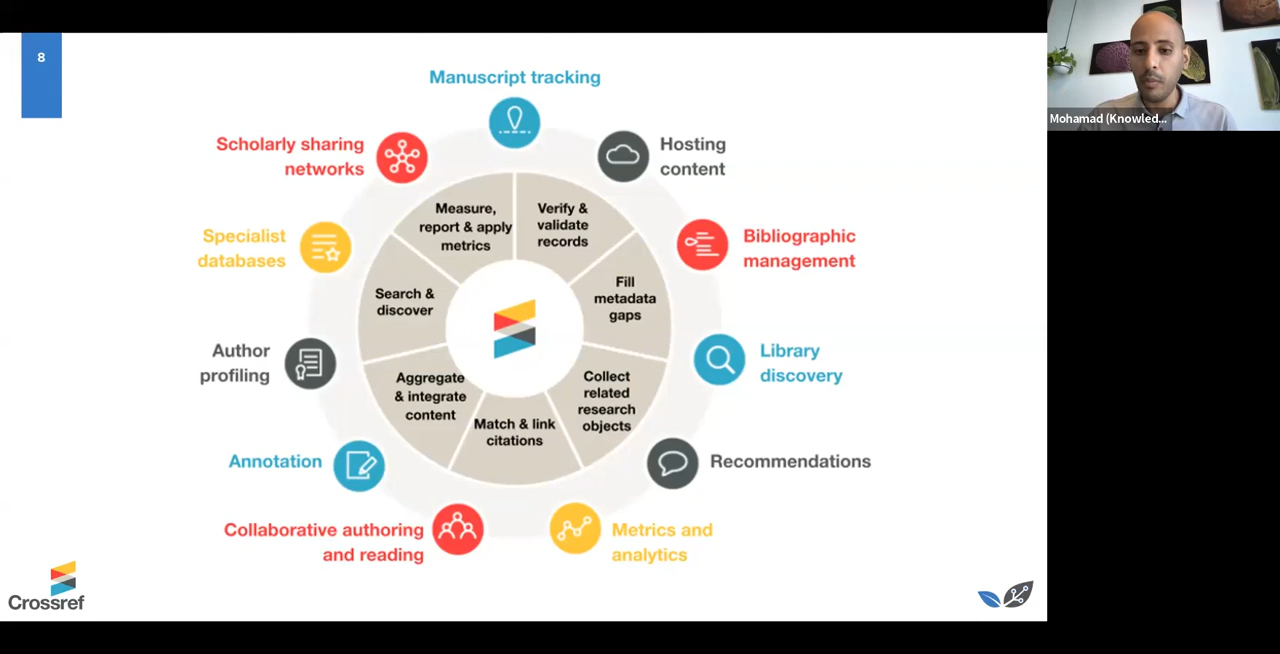 8
Manuscript tracking
Scholarly sharing
networks
Hosting
content
Specialist
databases
Bibliographic
management
Author
profiling
Library
discovery
Annotation
Recommendations
Collaborative authoring
and reading
Metrics and
analytics
Measure,
report & apply
metrics
Verify &
validate
records
Search &
discover
Fill
metadata
gaps
Aggregate
& integrate
content
Match & link
citations
Collect
related
research
objects
Crossref
Mohamad (Knowled...